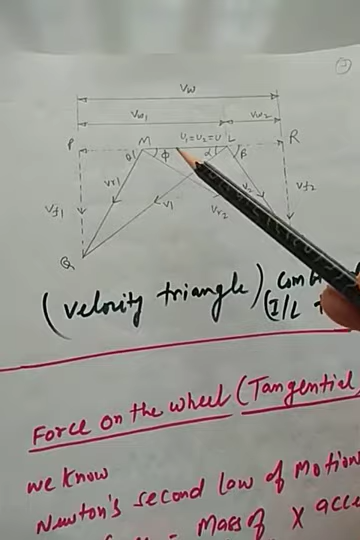 Vw
Vw1 Vw2
P M U1=U2=U L R
θ φ α β
Vf1 Vr1 V1 Vr2 Vf2
Q
(Velocity triangle)
(I/L
Force on the wheel (Tangential
we know
Newton's second law of Motion
Mass of X acce